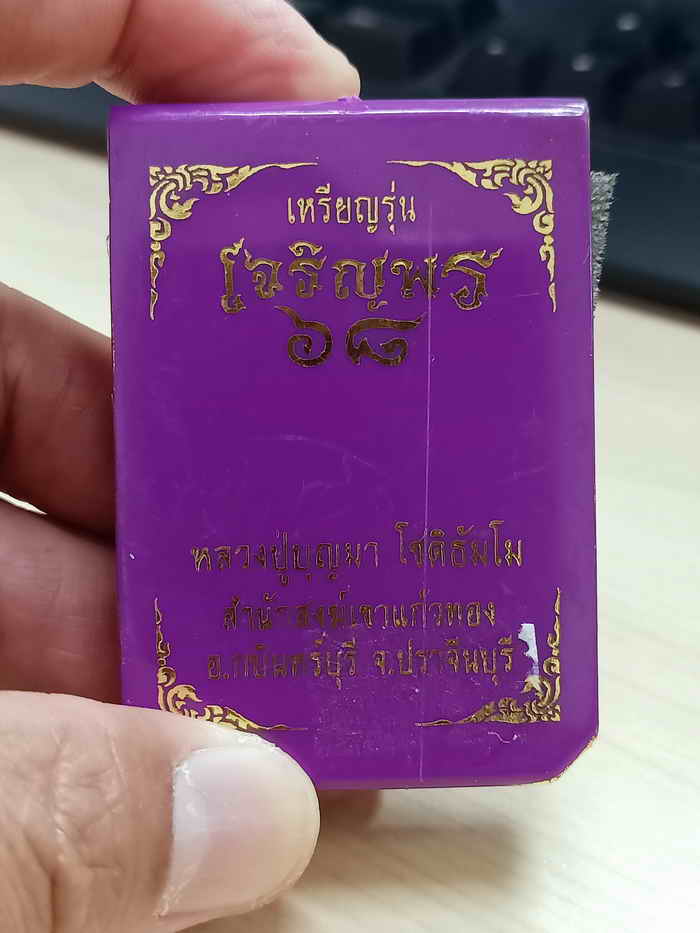 เหรียญรุ่น
เจริญพร
๖๘
หลวงปู่บุญมา โชติธัมโม
สำนักสงฆ์เขาแก้วทอง
อ.กบินทร์บุรี จ.ปราจีนบุรี